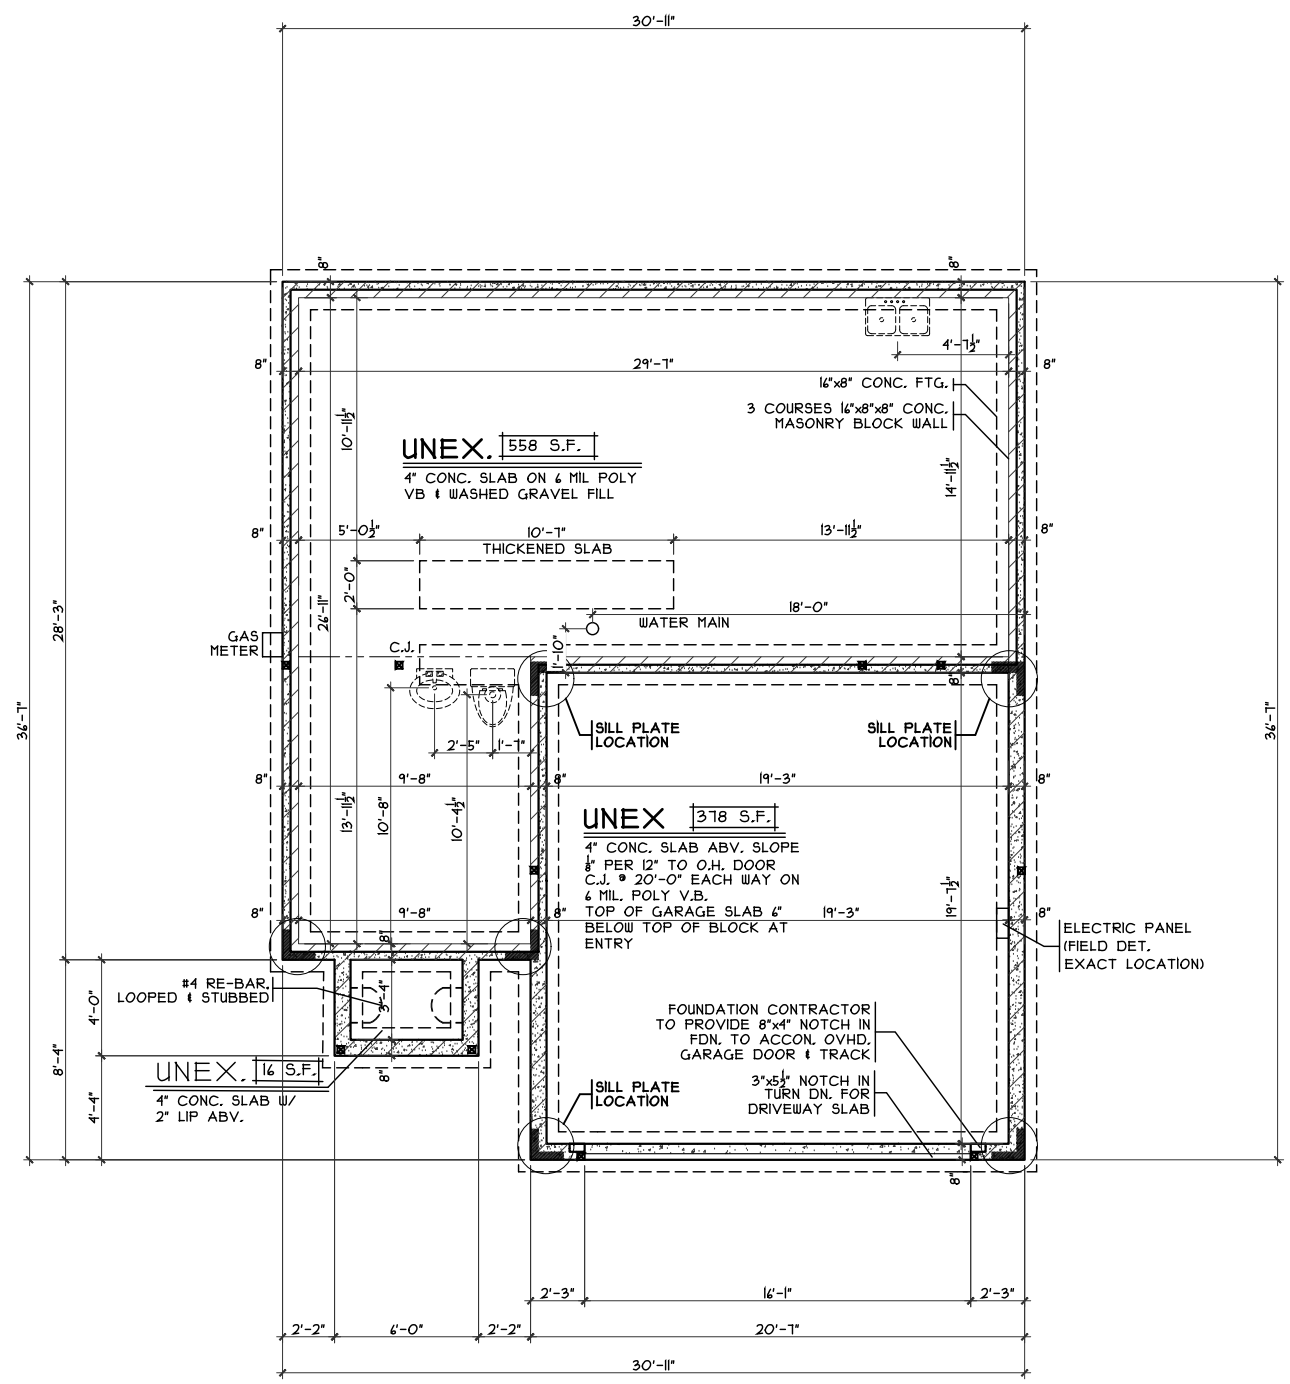 30'-11"
8"
8"
4'-7½"
8"
29'-7"
8"
16"x8" CONC. FTG.
3 COURSES 16"x8"x8" CONC.
MASONRY BLOCK WALL
10'-11½"
UNEX. 558 S.F.
4" CONC. SLAB ON 6 MIL POLY
VB & WASHED GRAVEL FILL
14'-11½"
8"
5'-0½"
10'-7"
13'-11½"
8"
THICKENED SLAB
2'-0"
18'-0"
WATER MAIN
28'-3"
26'-11"
GAS
METER
C.J.
1'-10"
8"
36'-7"
36'-7"
SILL PLATE
LOCATION
SILL PLATE
LOCATION
2'-5"
1'-7"
8"
9'-8"
8"
19'-3"
8"
13'-11½"
10'-8"
10'-4½"
UNEX 378 S.F.
4" CONC. SLAB ABV. SLOPE
⅛" PER 12" TO O.H. DOOR
C.J. @ 20'-0" EACH WAY ON
6 MIL. POLY V.B.
TOP OF GARAGE SLAB 6"
BELOW TOP OF BLOCK AT
ENTRY
19'-7½"
8"
9'-8"
8"
19'-3"
8"
8"
ELECTRIC PANEL
(FIELD DET.
EXACT LOCATION)
#4 RE-BAR.
LOOPED & STUBBED
3'-4"
4'-0"
8'-4"
FOUNDATION CONTRACTOR
TO PROVIDE 8"x4" NOTCH IN
FDN. TO ACCON. OVHD.
GARAGE DOOR & TRACK
UNEX. 16 S.F.
4" CONC. SLAB W/
2" LIP ABV.
8"
4'-4"
SILL PLATE
LOCATION
3"x5½" NOTCH IN
TURN DN. FOR
DRIVEWAY SLAB
8"
2'-3"
16'-1"
2'-3"
2'-2"
6'-0"
2'-2"
20'-7"
30'-11"